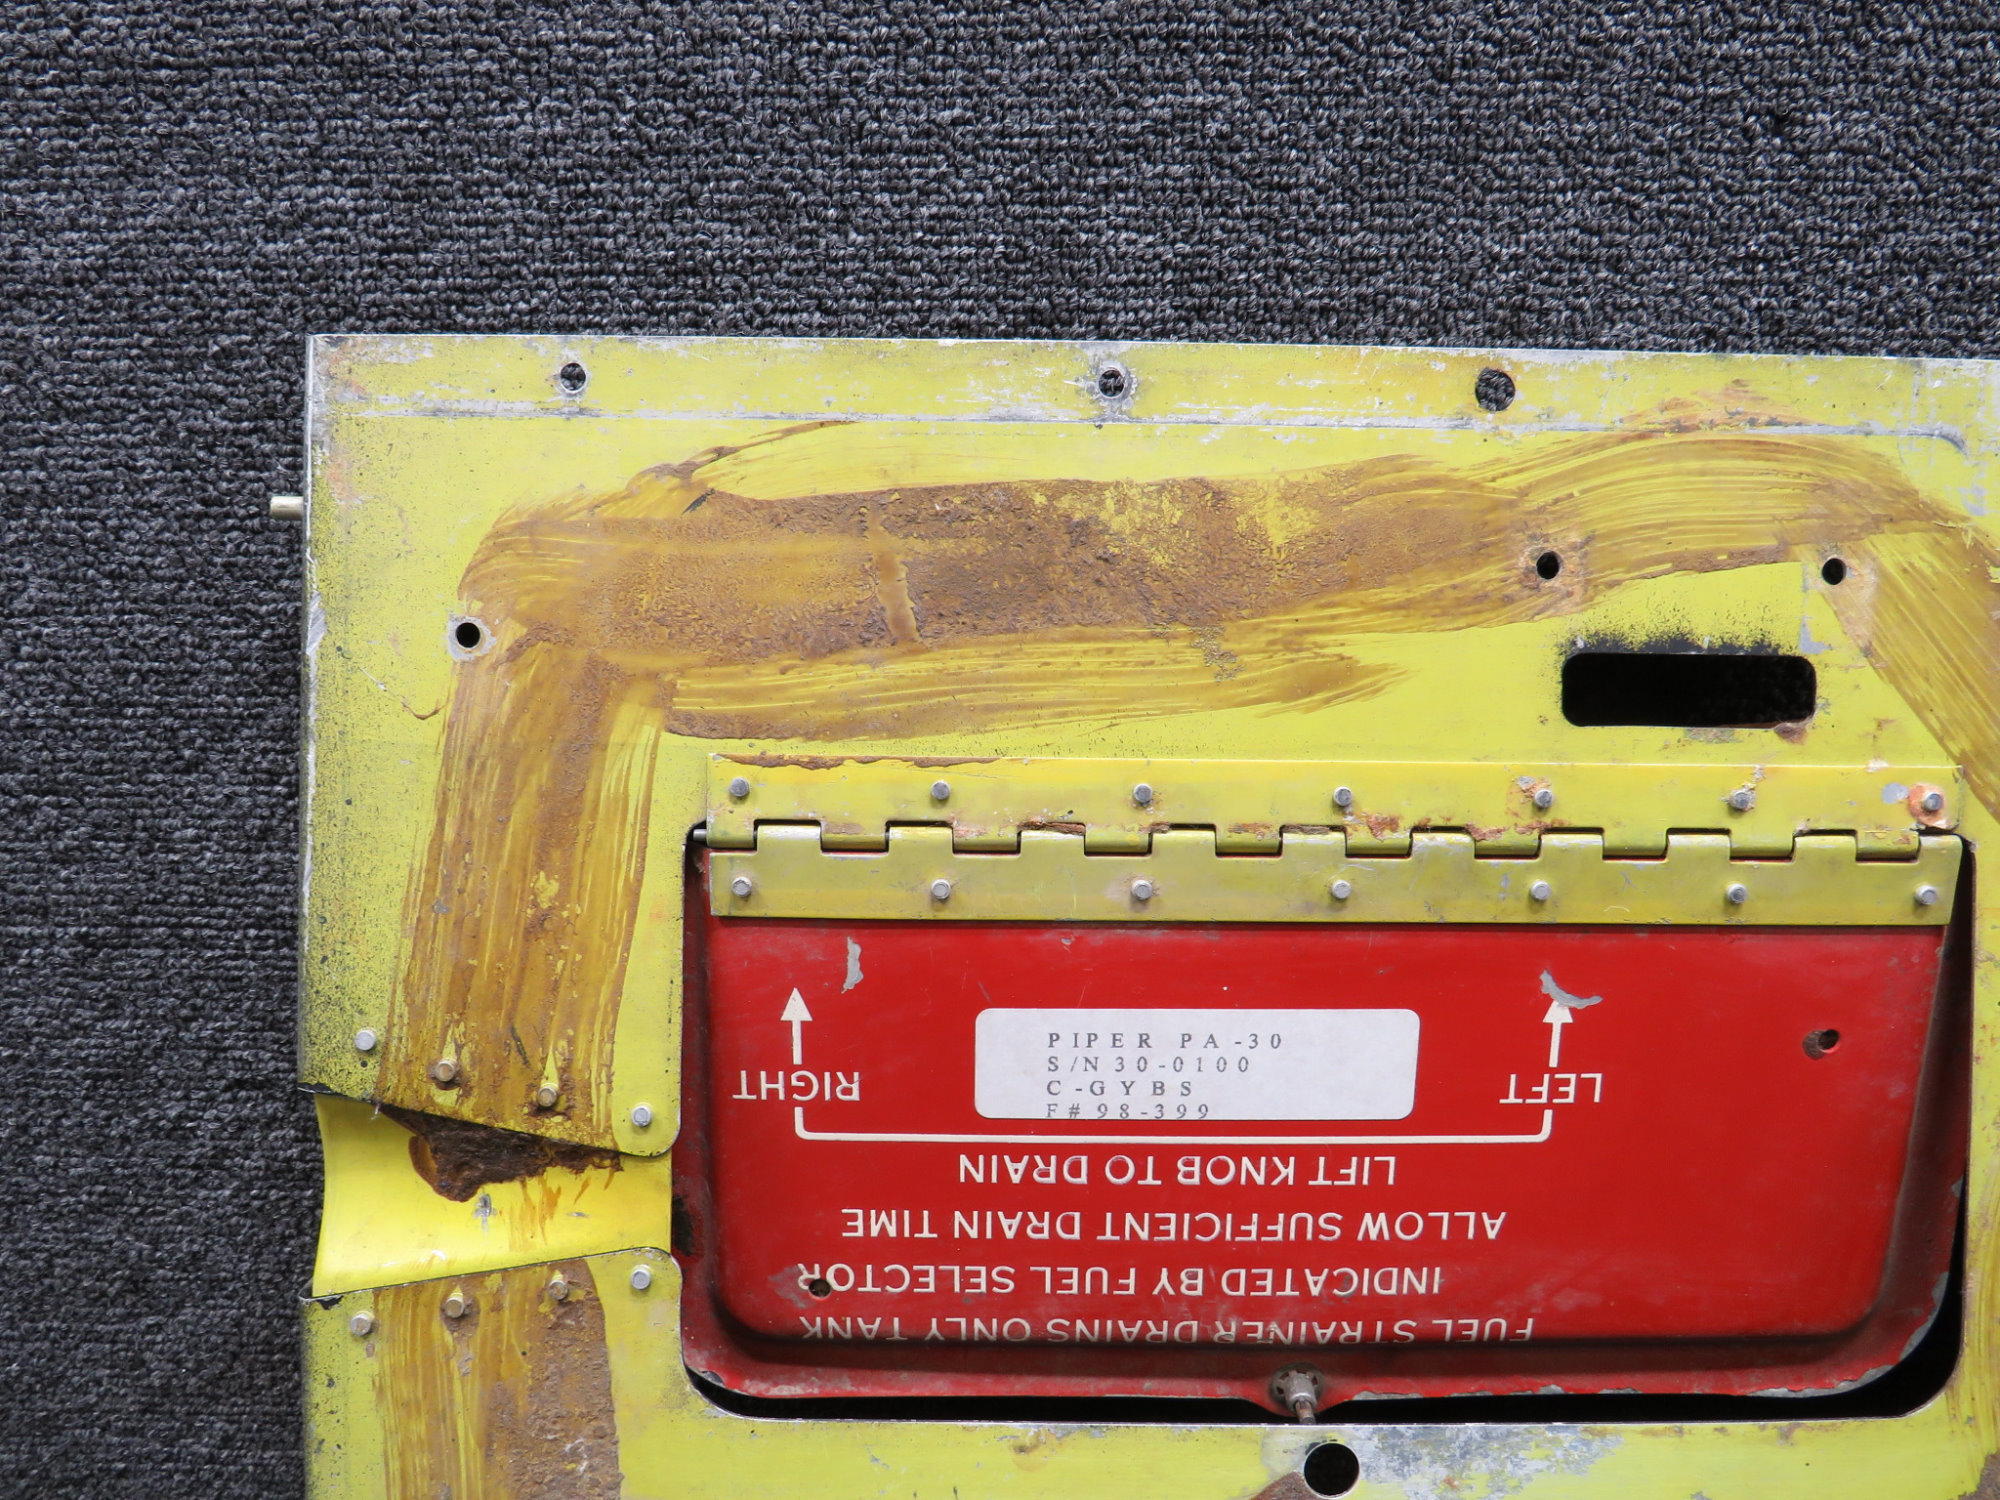 PIPER PA-30
S/N 30-0100
C-GYBS
F# 98-399
FUEL STRAINER DRAINS ONLY TANK
INDICATED BY FUEL SELECTOR
ALLOW SUFFICIENT DRAIN TIME
LIFT KNOB TO DRAIN
LEFT RIGHT